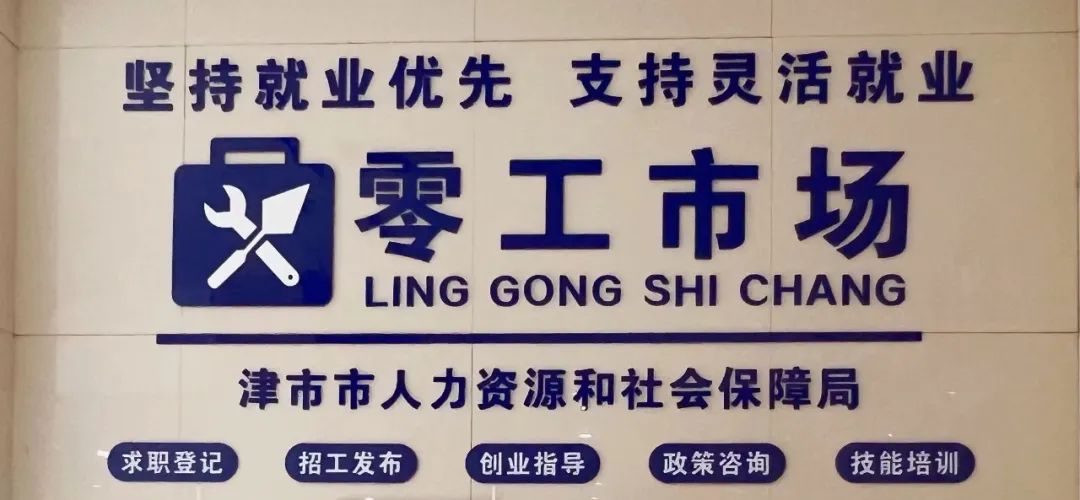 坚持就业优先 支持灵活就业
零工市场
LING GONG SHI CHANG
津市市人力资源和社会保障局
求职登记 招工发布 创业指导 政策咨询 技能培训